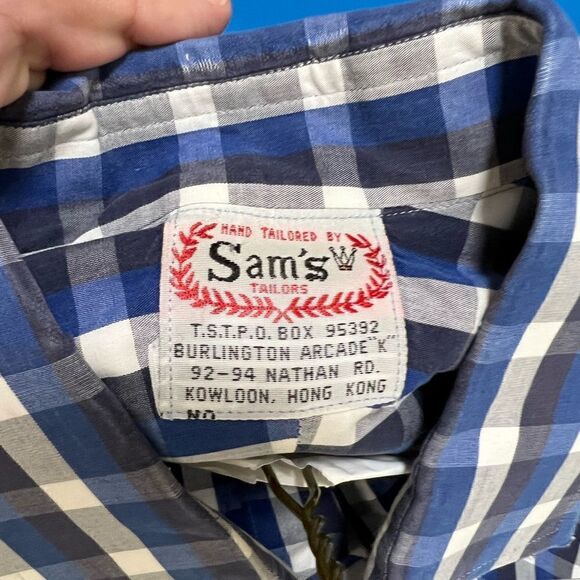 HAND TAILORED BY
Sam's
TAILORS
T.S.T.P.O. BOX 95392
BURLINGTON ARCADE "K"
92-94 NATHAN RD.
KOWLOON, HONG KONG
NO